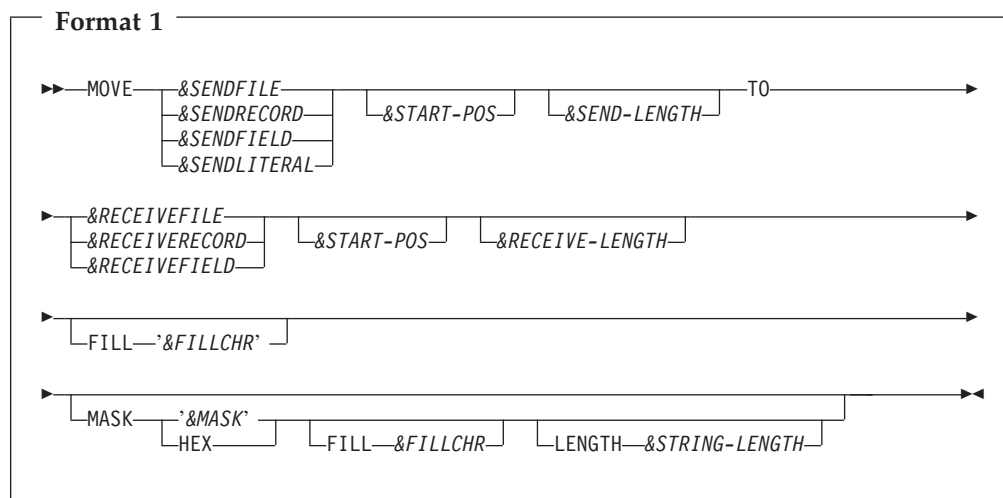 Format 1
MOVE &SENDFILE TO
&SENDRECORD &START-POS &SEND-LENGTH
&SENDFIELD
&SENDLITERAL
&RECEIVEFILE
&RECEIVERECORD &START-POS &RECEIVE-LENGTH
&RECEIVEFIELD
FILL ’&FILLCHR’
MASK ’&MASK’
HEX FILL &FILLCHR LENGTH &STRING-LENGTH